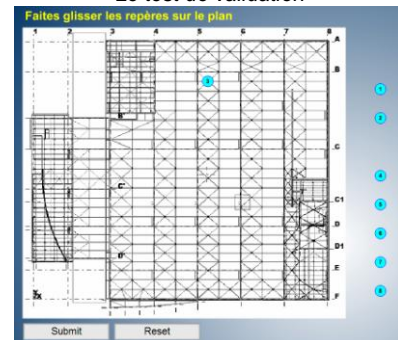 Le test de validation
Faites glisser les repères sur le plan
1 2 3 4 5 6 7 8
A
B
3
1
B'
2
C
C'
4
C1
5
D
6
D'
D1
7
E
8
F
Submit Reset